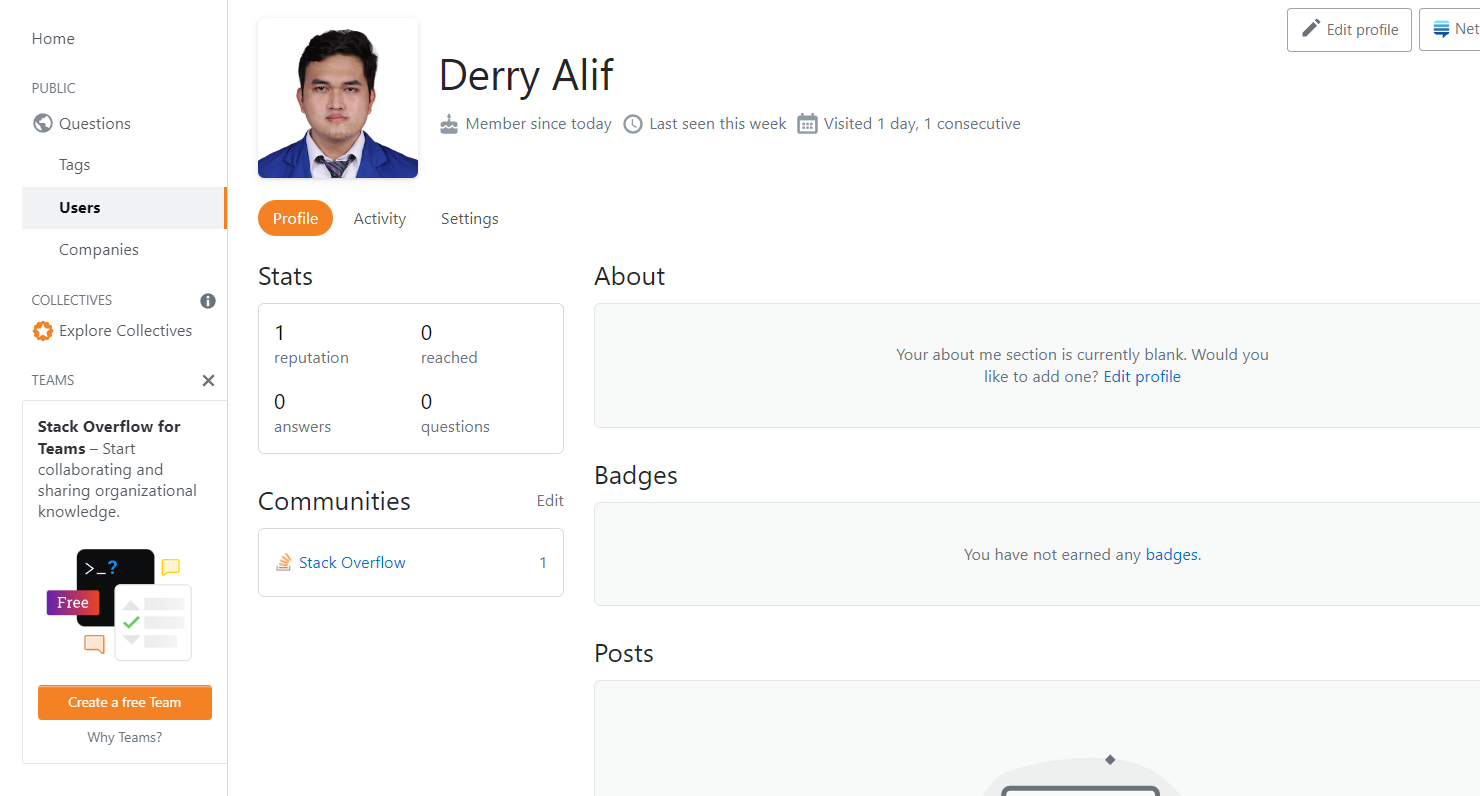 Home
PUBLIC
Questions
Tags
Users
Companies
COLLECTIVES
Explore Collectives
TEAMS
Stack Overflow for
Teams – Start
collaborating and
sharing organizational
knowledge.
>_?
Free
Create a free Team
Why Teams?
Edit profile
Net
Derry Alif
Member since today
Last seen this week
Visited 1 day, 1 consecutive
Profile
Activity
Settings
Stats
1
reputation
0
reached
0
answers
0
questions
Communities
Edit
Stack Overflow
1
About
Your about me section is currently blank. Would you
like to add one? Edit profile
Badges
You have not earned any badges.
Posts